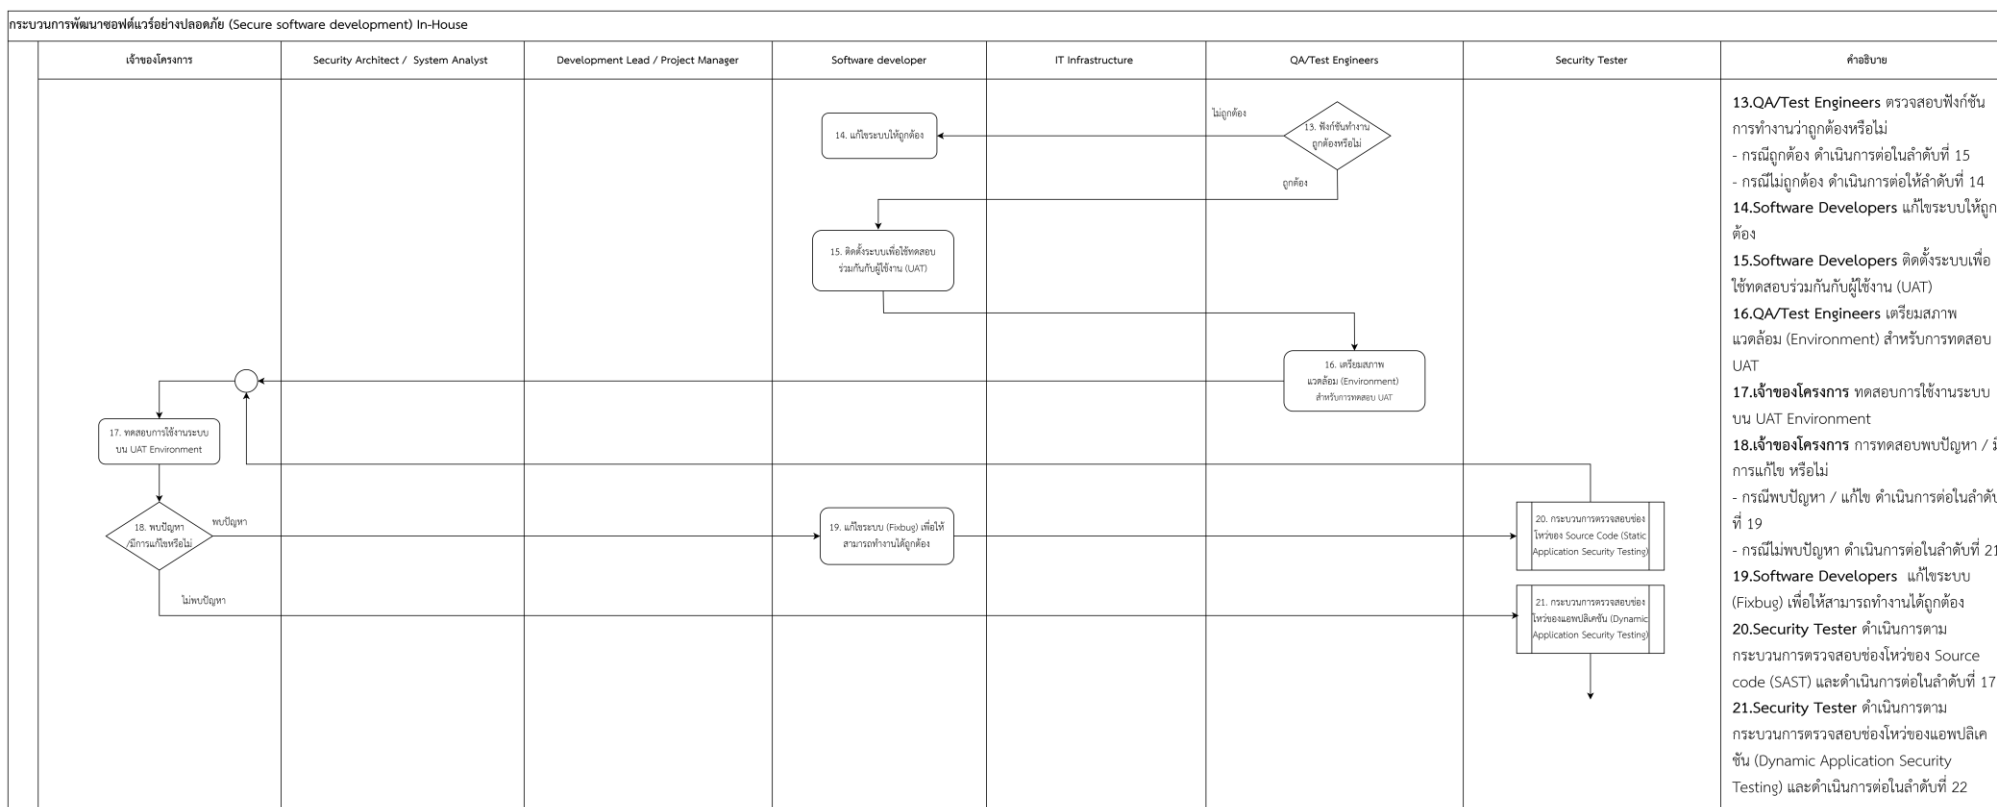 กระบวนการพัฒนาซอฟต์แวร์อย่างปลอดภัย (Secure software development) In-House
เจ้าของโครงการ
Security Architect / System Analyst
Development Lead / Project Manager
Software developer
IT Infrastructure
QA/Test Engineers
Security Tester
คำอธิบาย
ไม่ถูกต้อง
13. ฟังก์ชันทำงาน
ถูกต้องหรือไม่
14. แก้ไขระบบให้ถูกต้อง
ถูกต้อง
15. ติดตั้งระบบเพื่อใช้ทดสอบ
ร่วมกันกับผู้ใช้งาน (UAT)
16. เตรียมสภาพ
แวดล้อม (Environment)
สำหรับการทดสอบ UAT
17. ทดสอบการใช้งานระบบ
บน UAT Environment
18. พบปัญหา
/มีการแก้ไขหรือไม่
พบปัญหา
19. แก้ไขระบบ (Fixbug) เพื่อให้
สามารถทำงานได้ถูกต้อง
20. กระบวนการตรวจสอบช่อง
โหว่ของ Source Code (Static
Application Security Testing)
ไม่พบปัญหา
21. กระบวนการตรวจสอบช่อง
โหว่ของแอพปลิเคชัน (Dynamic
Application Security Testing)
13.QA/Test Engineers ตรวจสอบฟังก์ชัน
การทำงานว่าถูกต้องหรือไม่
- กรณีถูกต้อง ดำเนินการต่อในลำดับที่ 15
- กรณีไม่ถูกต้อง ดำเนินการต่อให้ลำดับที่ 14
14.Software Developers แก้ไขระบบให้ถูก
ต้อง
15.Software Developers ติดตั้งระบบเพื่อ
ใช้ทดสอบร่วมกันกับผู้ใช้งาน (UAT)
16.QA/Test Engineers เตรียมสภาพ
แวดล้อม (Environment) สำหรับการทดสอบ
UAT
17.เจ้าของโครงการ ทดสอบการใช้งานระบบ
บน UAT Environment
18.เจ้าของโครงการ การทดสอบพบปัญหา /
การแก้ไข หรือไม่
- กรณีพบปัญหา / แก้ไข ดำเนินการต่อในลำดับ
ที่ 19
- กรณีไม่พบปัญหา ดำเนินการต่อในลำดับที่ 21
19.Software Developers แก้ไขระบบ
(Fixbug) เพื่อให้สามารถทำงานได้ถูกต้อง
20.Security Tester ดำเนินการตาม
กระบวนการตรวจสอบช่องโหว่ของ Source
code (SAST) และดำเนินการต่อในลำดับที่ 17
21.Security Tester ดำเนินการตาม
กระบวนการตรวจสอบช่องโหว่ของแอพปลิเค
ชัน (Dynamic Application Security
Testing) และดำเนินการต่อในลำดับที่ 22